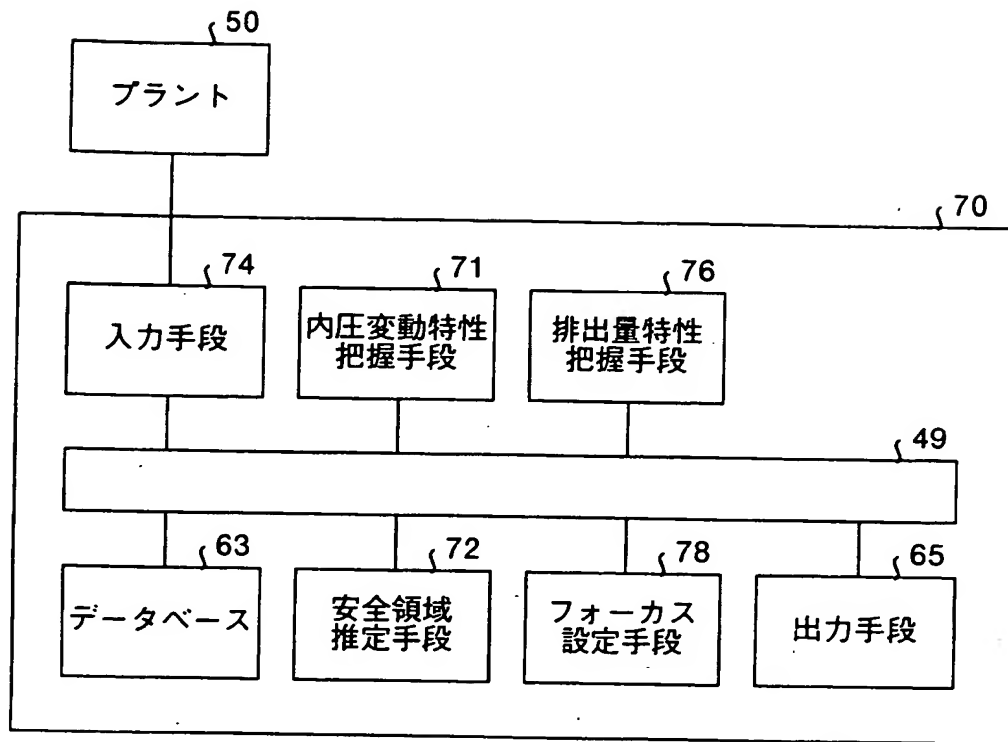 50
プラント
70
74
入力手段
71
内圧変動特性
把握手段
76
排出量特性
把握手段
49
63
データベース
72
安全領域
推定手段
78
フォーカス
設定手段
65
出力手段